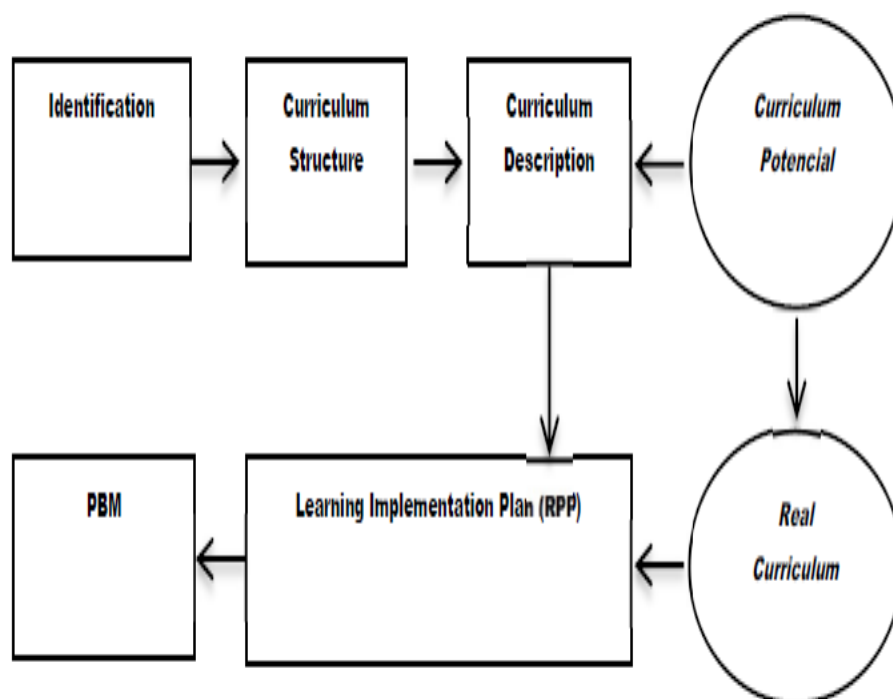 Identification
Curriculum
Structure
Curriculum
Description
Curriculum
Potencial
PBM
Learning Implementation Plan (RPP)
Real
Curriculum